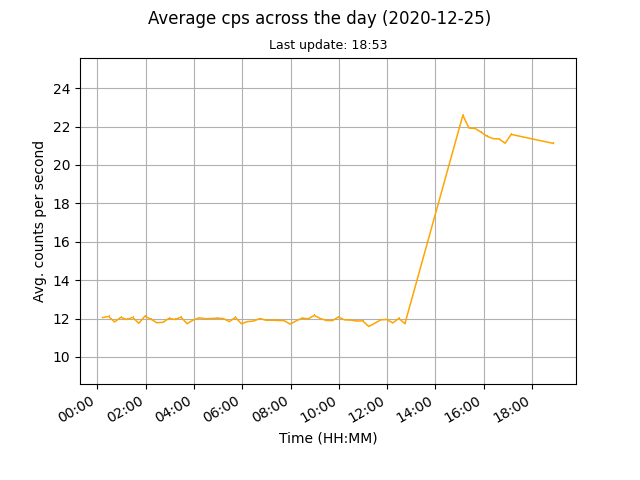 Average cps across the day (2020-12-25)
Last update: 18:53
24
22
20
18
16
14
12
10
Avg. counts per second
00:00 02:00 04:00 06:00 08:00 10:00 12:00 14:00 16:00 18:00
Time (HH:MM)